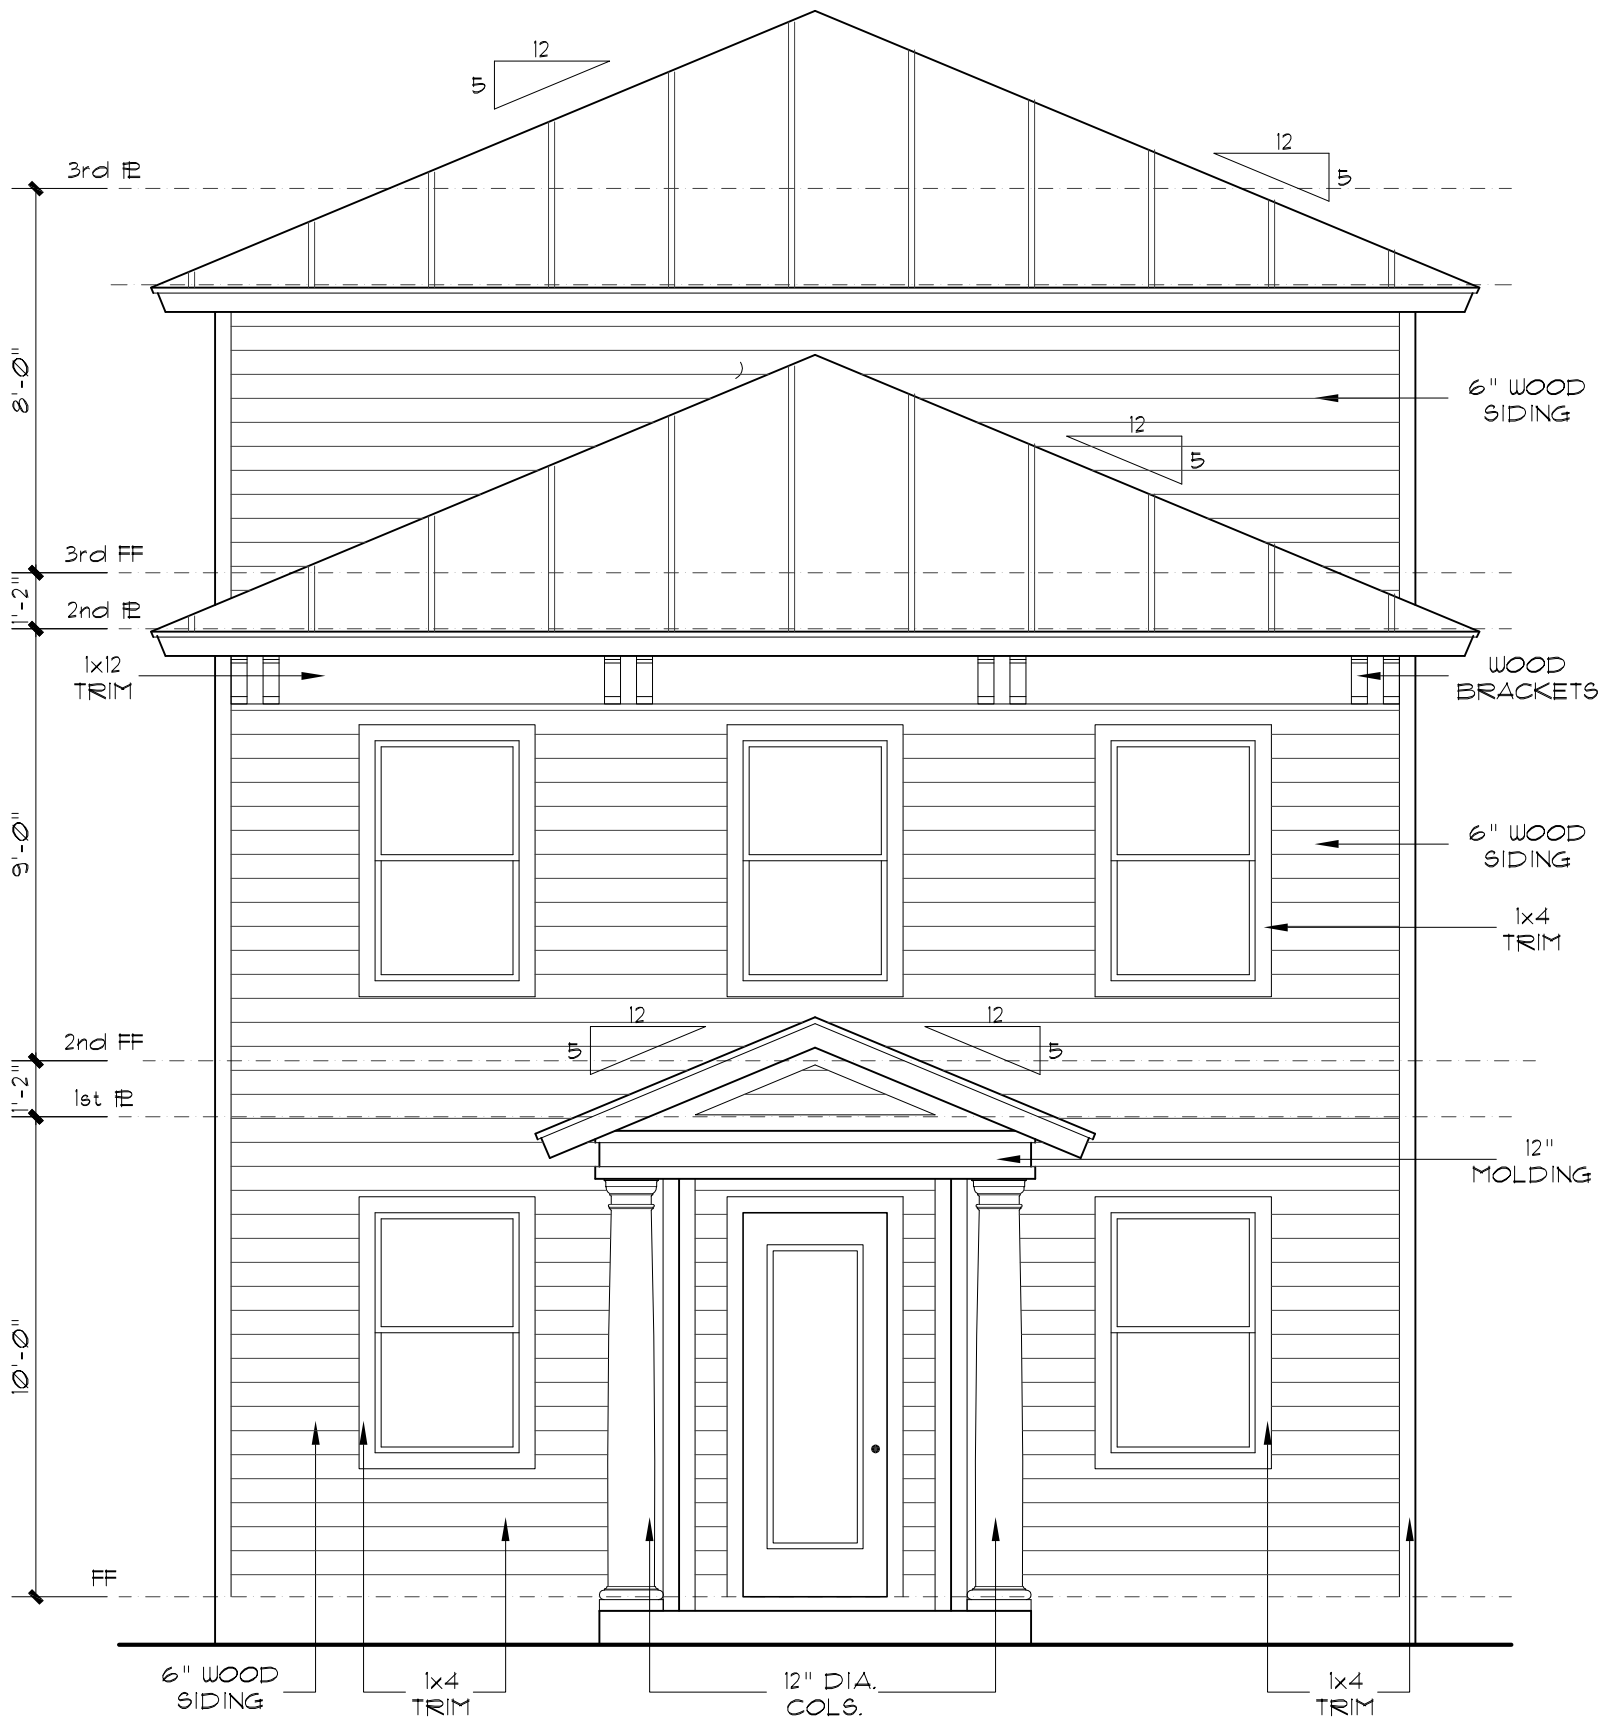 12
5
12
5
3rd PL
8'-0"
6" WOOD
SIDING
12
5
3rd FF
1'-2"
2nd PL
1x12
TRIM
WOOD
BRACKETS
9'-0"
6" WOOD
SIDING
1x4
TRIM
12
5
12
5
2nd FF
1'-2"
1st PL
12"
MOLDING
10'-0"
FF
6" WOOD
SIDING
1x4
TRIM
12" DIA.
COLS.
1x4
TRIM